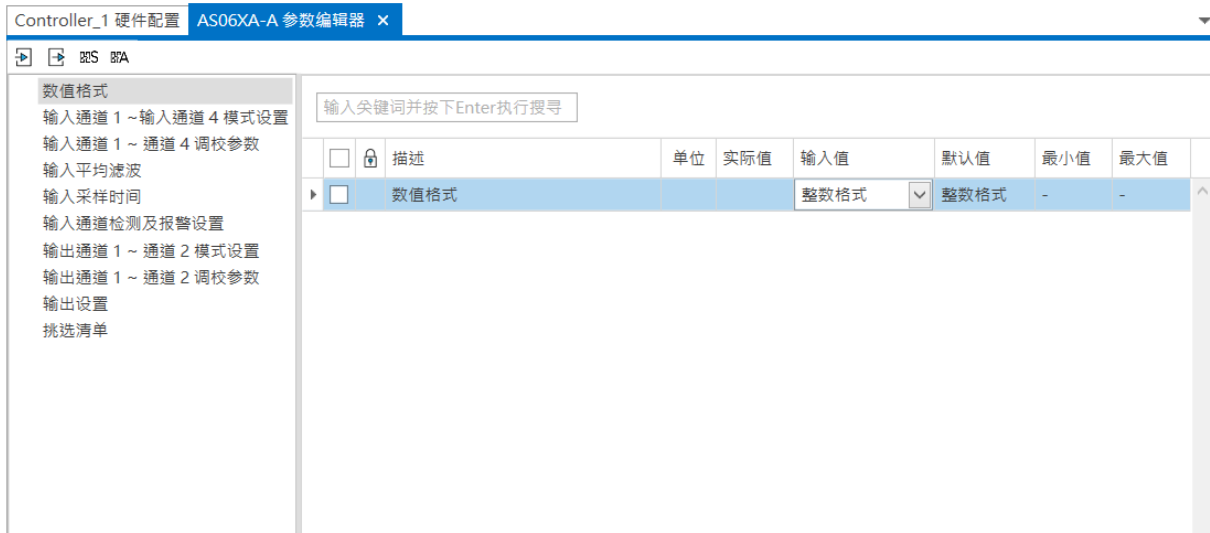 Controller_1 硬件配置 AS06XA-A 参数编辑器 ×
数值格式
输入通道 1 ~输入通道 4 模式设置
输入通道 1 ~ 通道 4 调校参数
输入平均滤波
输入采样时间
输入通道检测及报警设置
输出通道 1 ~ 通道 2 模式设置
输出通道 1 ~ 通道 2 调校参数
输出设置
挑选清单
输入关键词并按下Enter执行搜寻
描述 单位 实际值 输入值 默认值 最小值 最大值
数值格式 整数格式 整数格式 - -